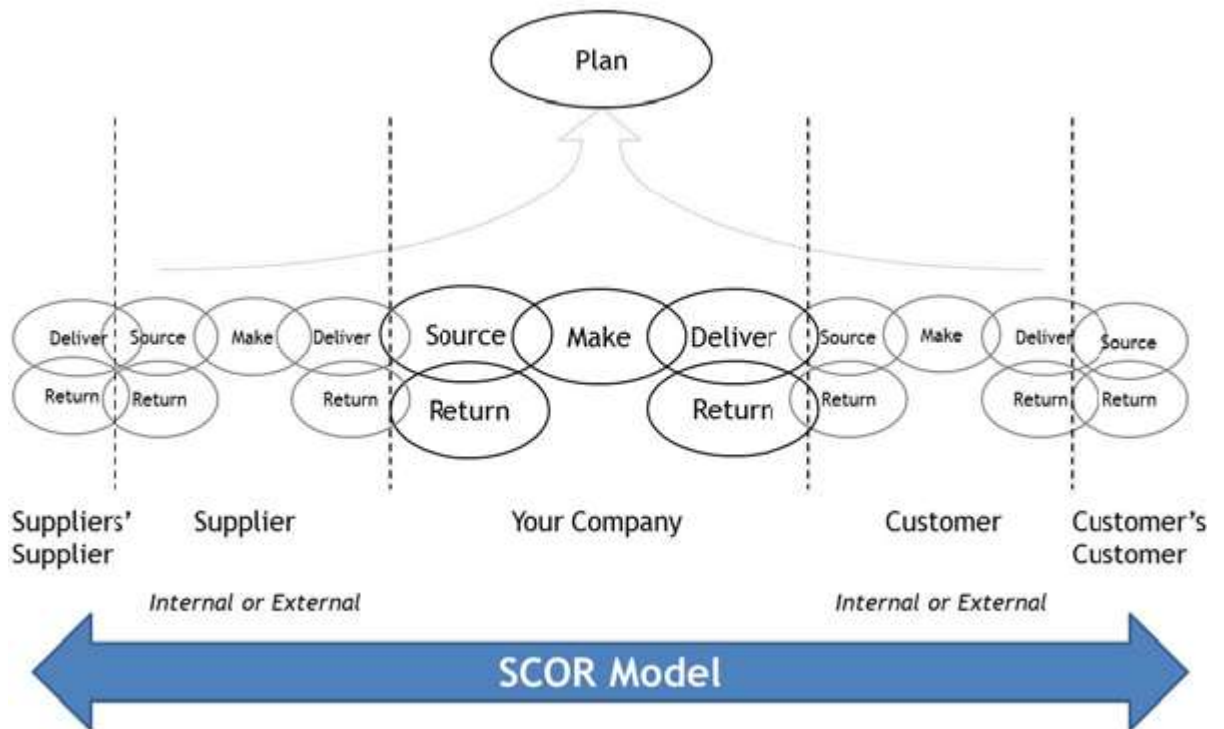 Plan
Deliver Source Make Deliver Source Make Deliver Source Make Deliver Source
Return Return Return Return Return Return Return Return
Suppliers' Supplier Your Company Customer Customer's
Supplier Customer
Internal or External Internal or External
SCOR Model